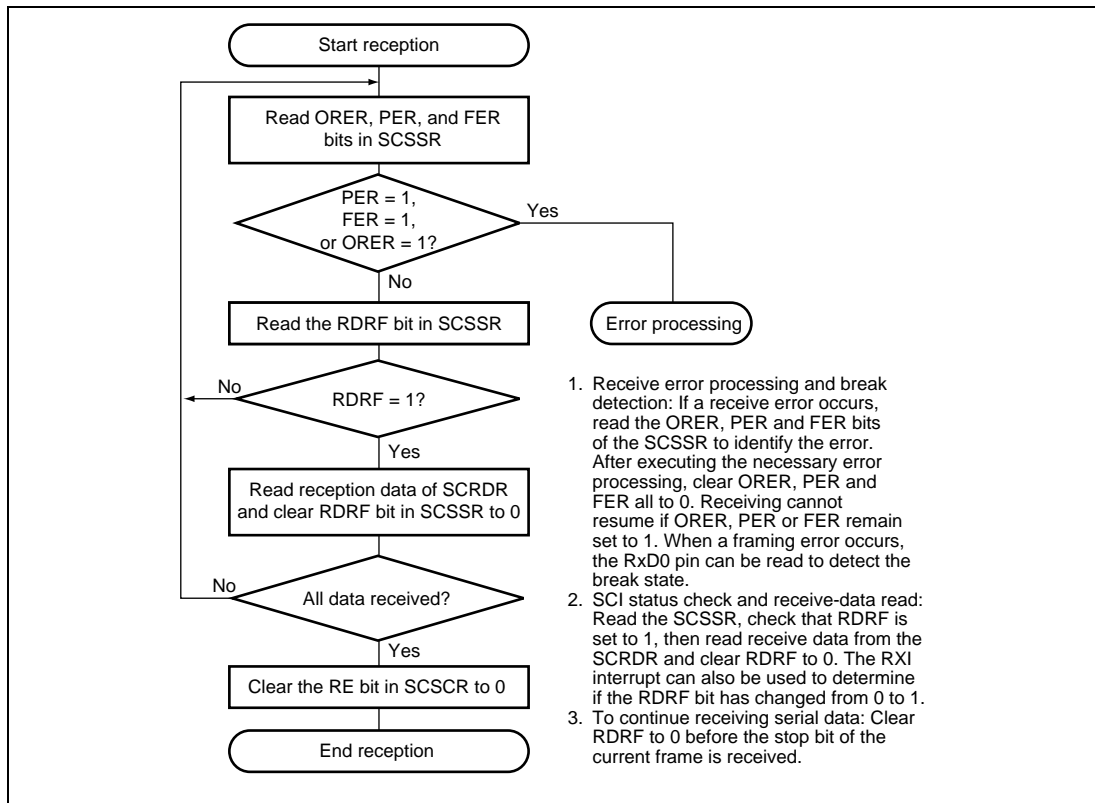 Start reception
Read ORER, PER, and FER
bits in SCSSR
PER = 1,
FER = 1,
or ORER = 1?
Yes
No
Read the RDRF bit in SCSSR
Error processing
No
RDRF = 1?
Yes
Read reception data of SCRDR
and clear RDRF bit in SCSSR to 0
No
All data received?
Yes
Clear the RE bit in SCSCR to 0
End reception
1. Receive error processing and break
detection: If a receive error occurs,
read the ORER, PER and FER bits
of the SCSSR to identify the error.
After executing the necessary error
processing, clear ORER, PER and
FER all to 0. Receiving cannot
resume if ORER, PER or FER remain
set to 1. When a framing error occurs,
the RxD0 pin can be read to detect the
break state.
2. SCI status check and receive-data read:
Read the SCSSR, check that RDRF is
set to 1, then read receive data from the
SCRDR and clear RDRF to 0. The RXI
interrupt can also be used to determine
if the RDRF bit has changed from 0 to 1.
3. To continue receiving serial data: Clear
RDRF to 0 before the stop bit of the
current frame is received.